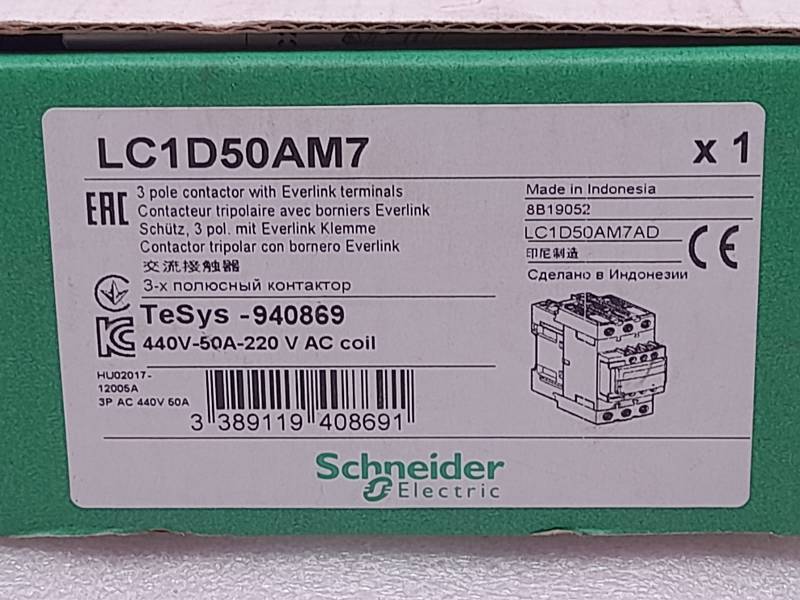 LC1D50AM7
x 1
EAC
3 pole contactor with Everlink terminals
Contacteur tripolaire avec borniers Everlink
Schütz, 3 pol. mit Everlink Klemme
Contactor tripolar con bornero Everlink
交流接触器
3-х полюсный контактор
Made in Indonesia
8B19052
LC1D50AM7AD
印尼制造
CE
Сделано в Индонезии
TeSys -940869
440V-50A-220 V AC coil
HU02017-
12005A
3P AC 440V 50A
3 389119 408691
Schneider
Electric